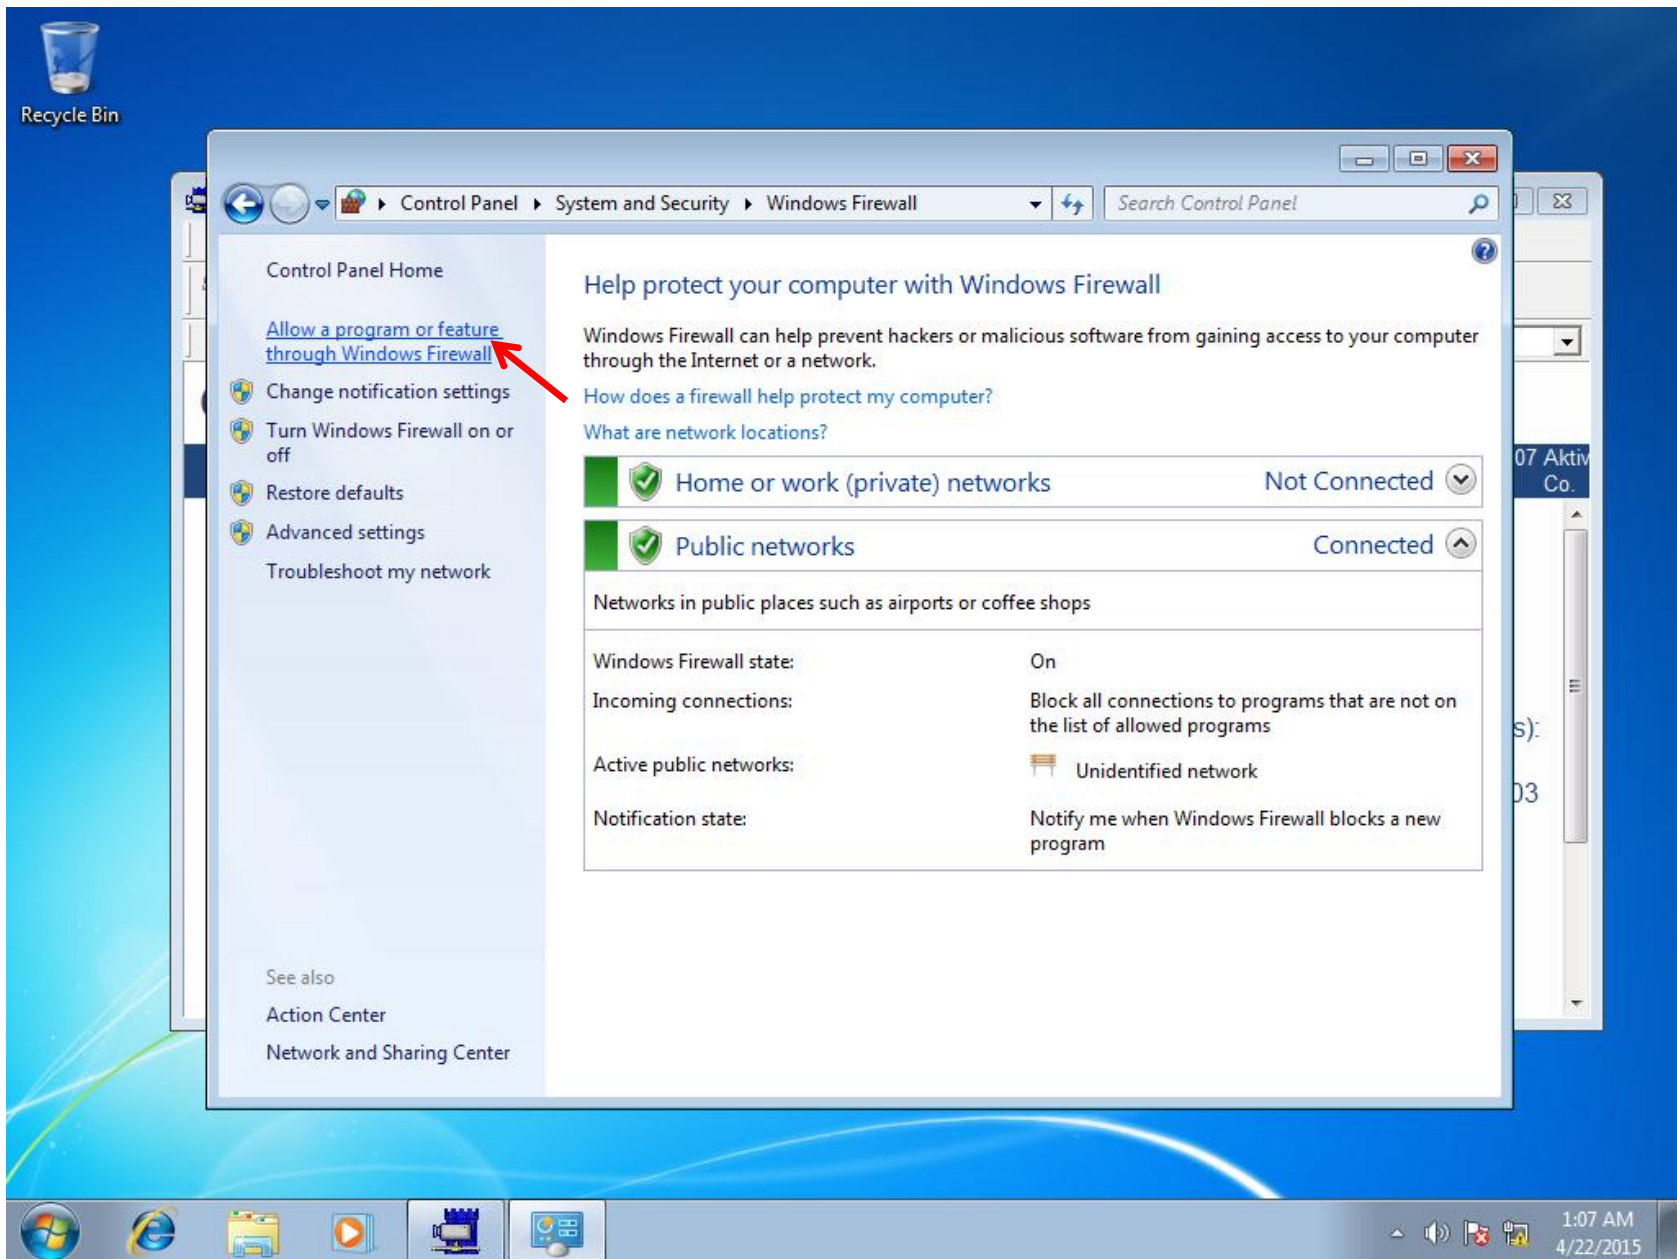 Recycle Bin
Control Panel
System and Security
Windows Firewall
Search Control Panel
Control Panel Home
Allow a program or feature
through Windows Firewall
Change notification settings
Turn Windows Firewall on or
off
Restore defaults
Advanced settings
Troubleshoot my network
See also
Action Center
Network and Sharing Center
Help protect your computer with Windows Firewall
Windows Firewall can help prevent hackers or malicious software from gaining access to your computer
through the Internet or a network.
How does a firewall help protect my computer?
What are network locations?
Home or work (private) networks Not Connected
Public networks Connected
Networks in public places such as airports or coffee shops
Windows Firewall state: On
Incoming connections: Block all connections to programs that are not on
the list of allowed programs
Active public networks: Unidentified network
Notification state: Notify me when Windows Firewall blocks a new
program
07 Aktiv
Co.
s):
03
1:07 AM
4/22/2015